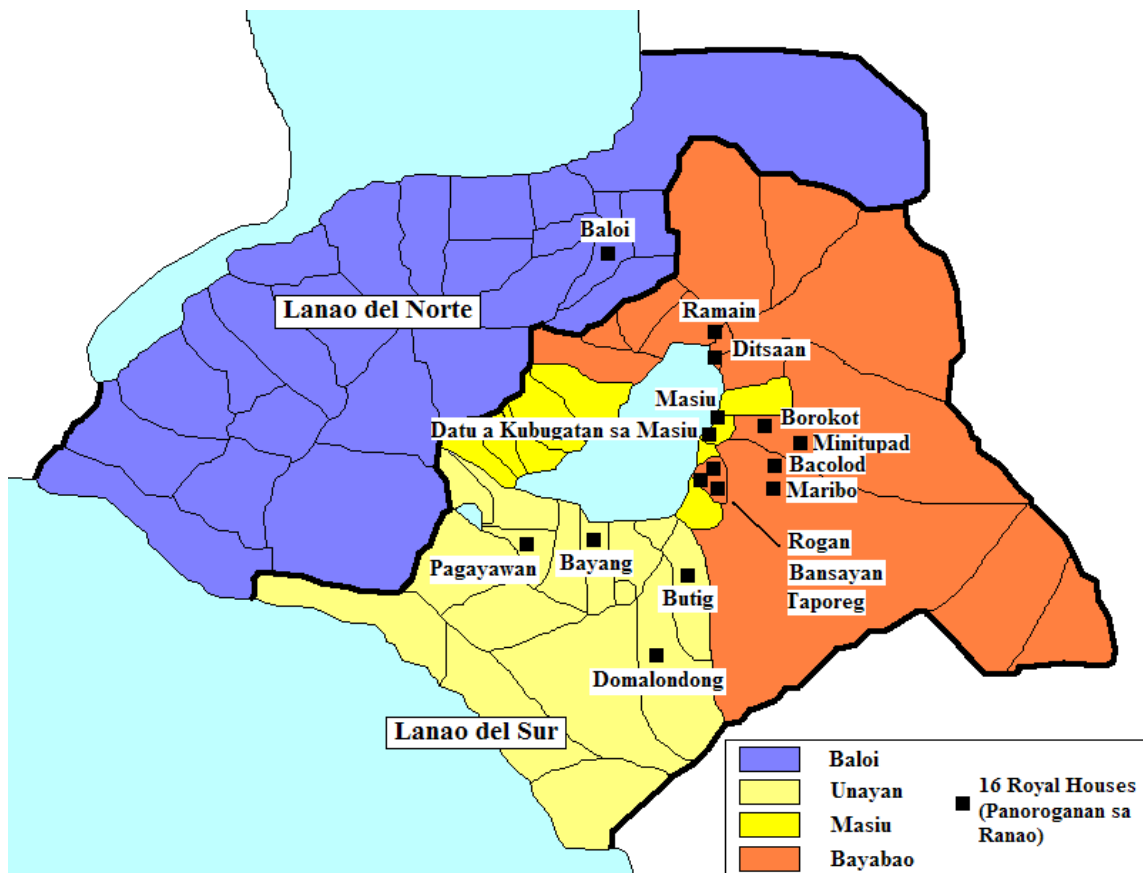 Baloi
Lanao del Norte
Ramain
Ditsaan
Masiu
Datu a Kubugatan sa Masiu
Borokot
Minitupad
Bacolod
Maribo
Rogan
Bansayan
Taporeg
Pagayawan
Bayang
Butig
Domalondong
Lanao del Sur
Baloi
Unayan
Masiu
Bayabao
16 Royal Houses
(Panoroganan sa
Ranao)